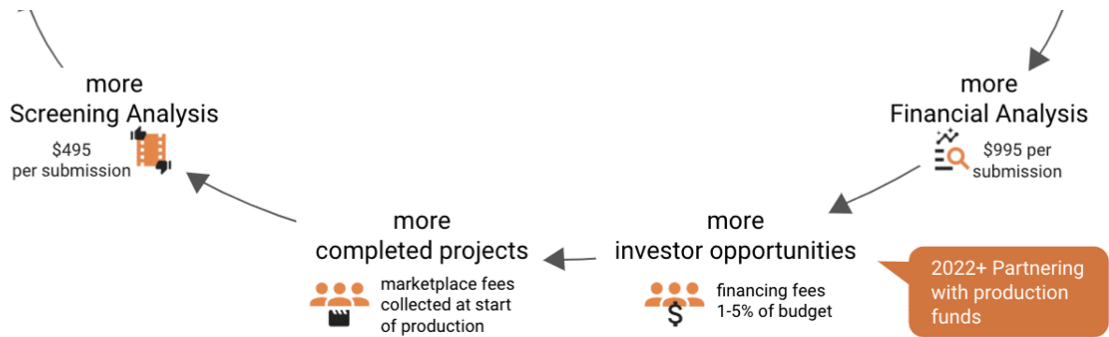 more
Screening Analysis
$495
per submission
more
Financial Analysis
$995 per
submission
more
completed projects
marketplace fees
collected at start
of production
more
investor opportunities
financing fees
1-5% of budget
2022+ Partnering
with production
funds